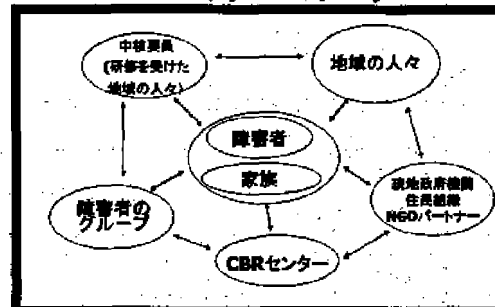 中核要員
(研修を受けた
地域の人々)
地域の人々
障害者
家族
障害者の
グループ
現地政府機関
住民組織
NGOパートナー
CBRセンター